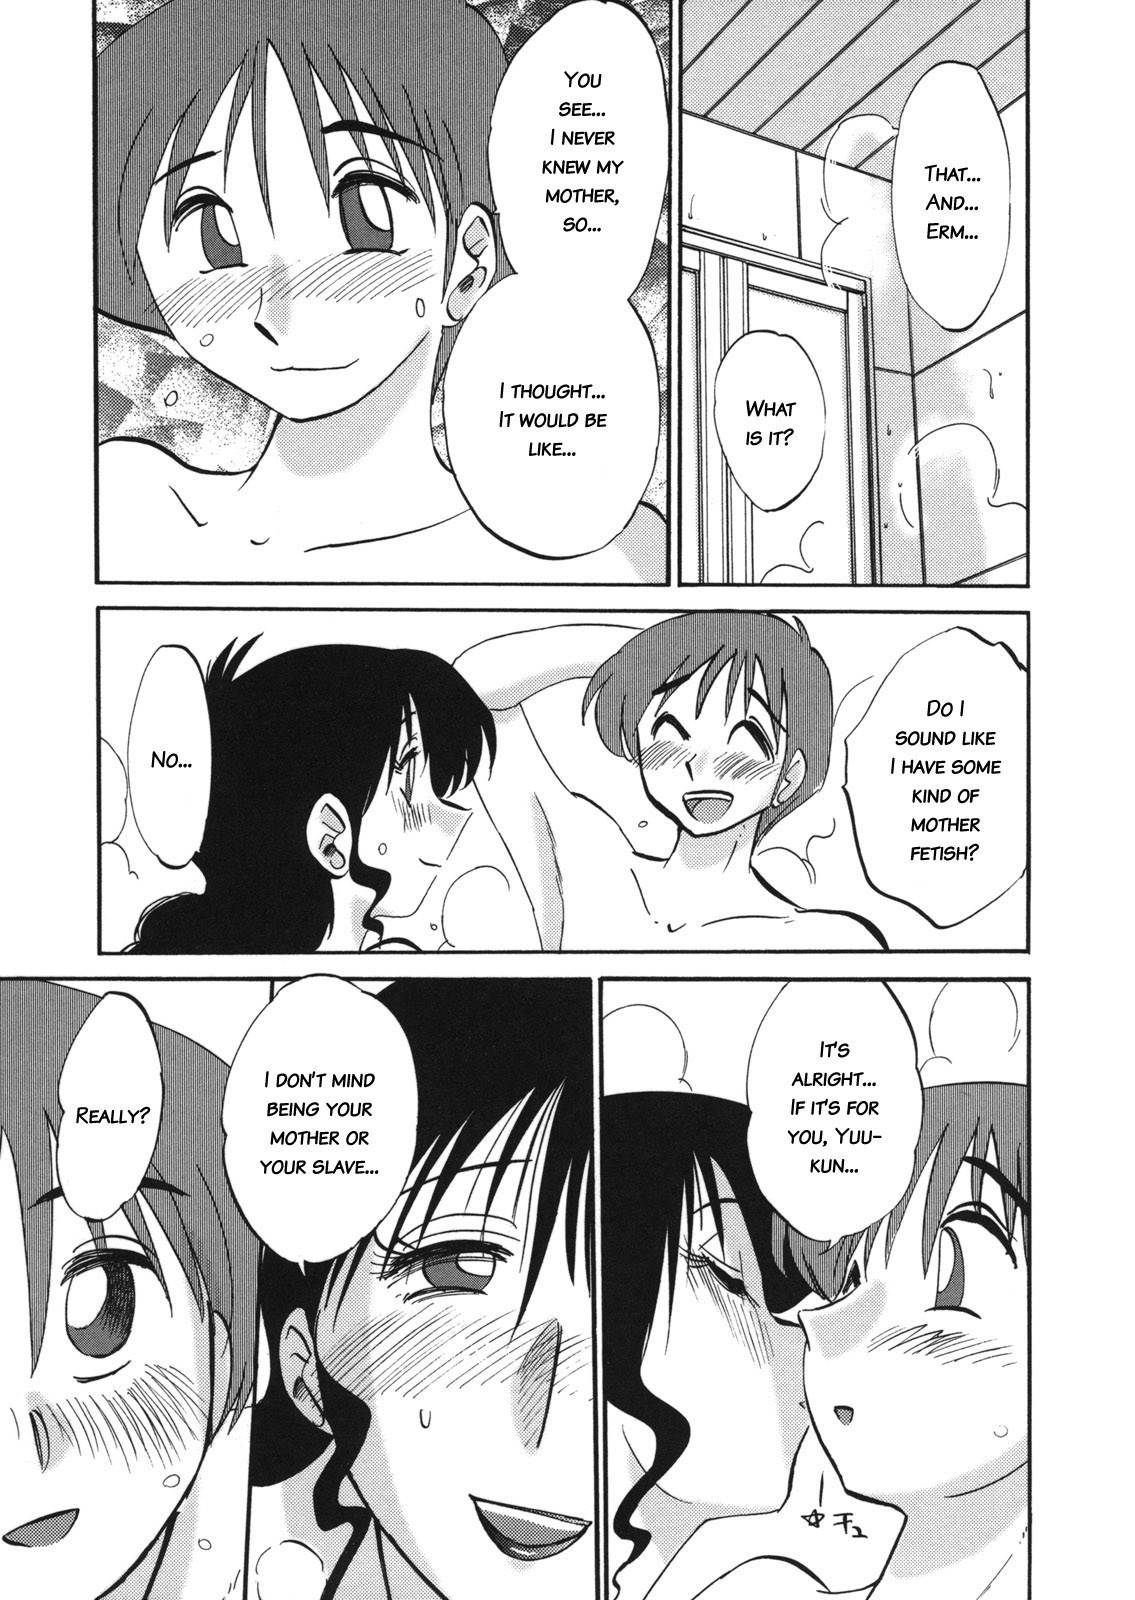 THAT...
AND...
ERM...
WHAT
IS IT?
YOU
SEE...
I NEVER
KNEW MY
MOTHER,
SO...
I THOUGHT...
IT WOULD BE
LIKE...
DO I
SOUND LIKE
I HAVE SOME
KIND OF
MOTHER
FETISH?
NO...
IT'S
ALRIGHT...
IF IT'S FOR
YOU, YUU-
KUN...
☆チュ
I DON'T MIND
BEING YOUR
MOTHER OR
YOUR SLAVE...
REALLY?